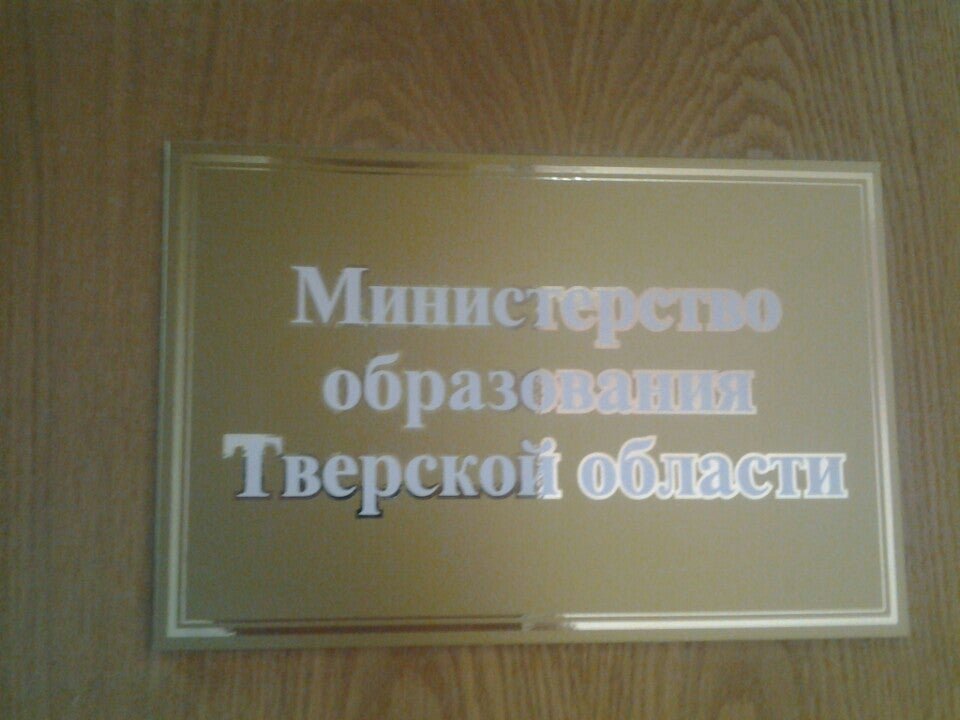 Министерство
образования
Тверской области